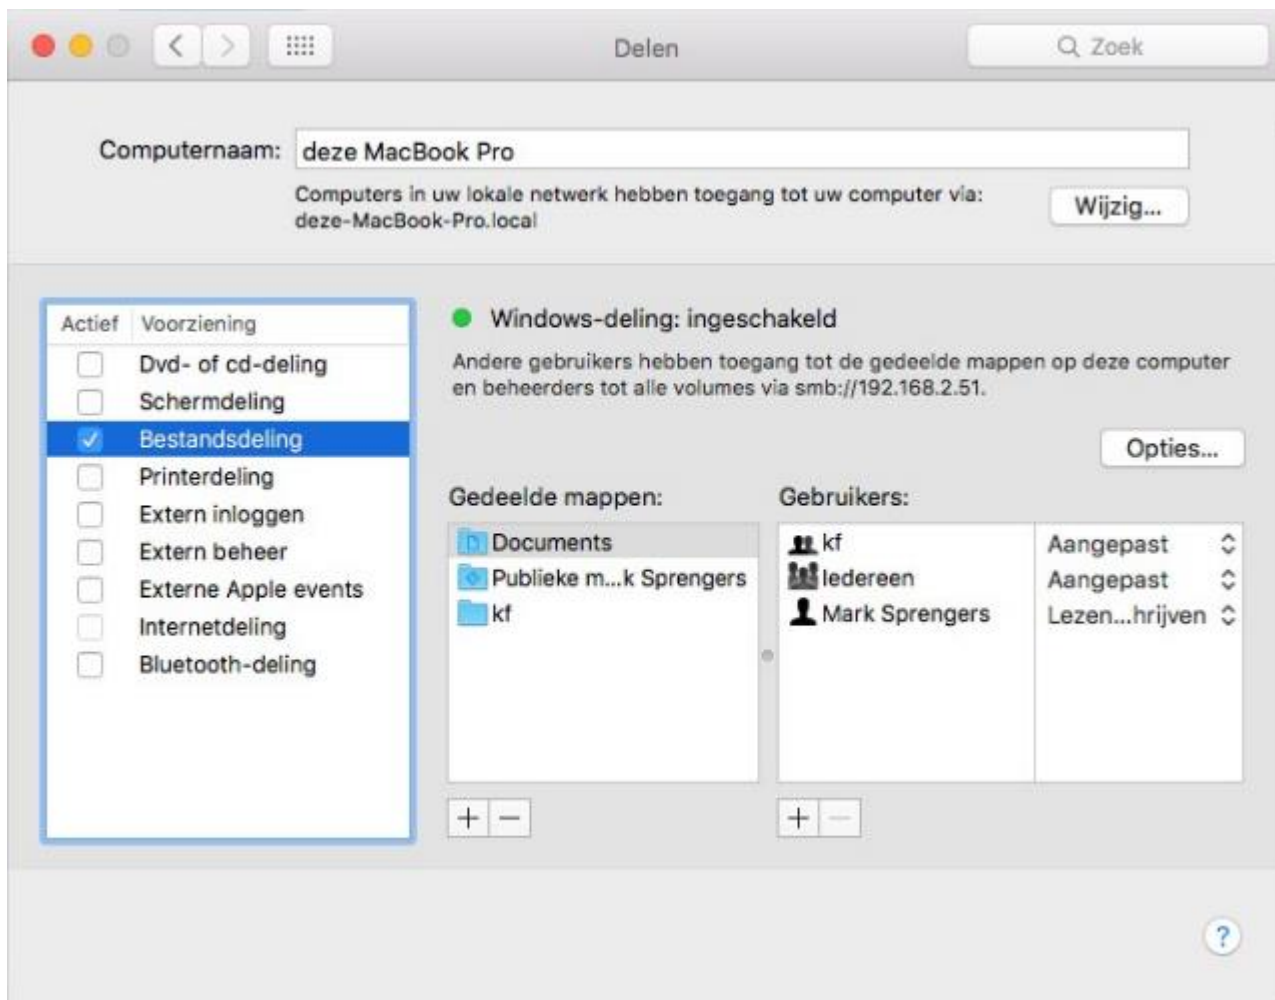 Delen
Zoek
Computernaam: deze MacBook Pro
Computers in uw lokale netwerk hebben toegang tot uw computer via:
deze-MacBook-Pro.local
Wijzig...
Actief Voorziening
Dvd- of cd-deling
Schermdeling
Bestandsdeling
Printerdeling
Extern inloggen
Extern beheer
Externe Apple events
Internetdeling
Bluetooth-deling
Windows-deling: ingeschakeld
Andere gebruikers hebben toegang tot de gedeelde mappen op deze computer
en beheerders tot alle volumes via smb://192.168.2.51.
Opties...
Gedeelde mappen:
Documents
Publieke m...k Sprengers
kf
Gebruikers:
kf Aangepast
Iedereen Aangepast
Mark Sprengers Lezen...hrijven
+ −
+ −
?